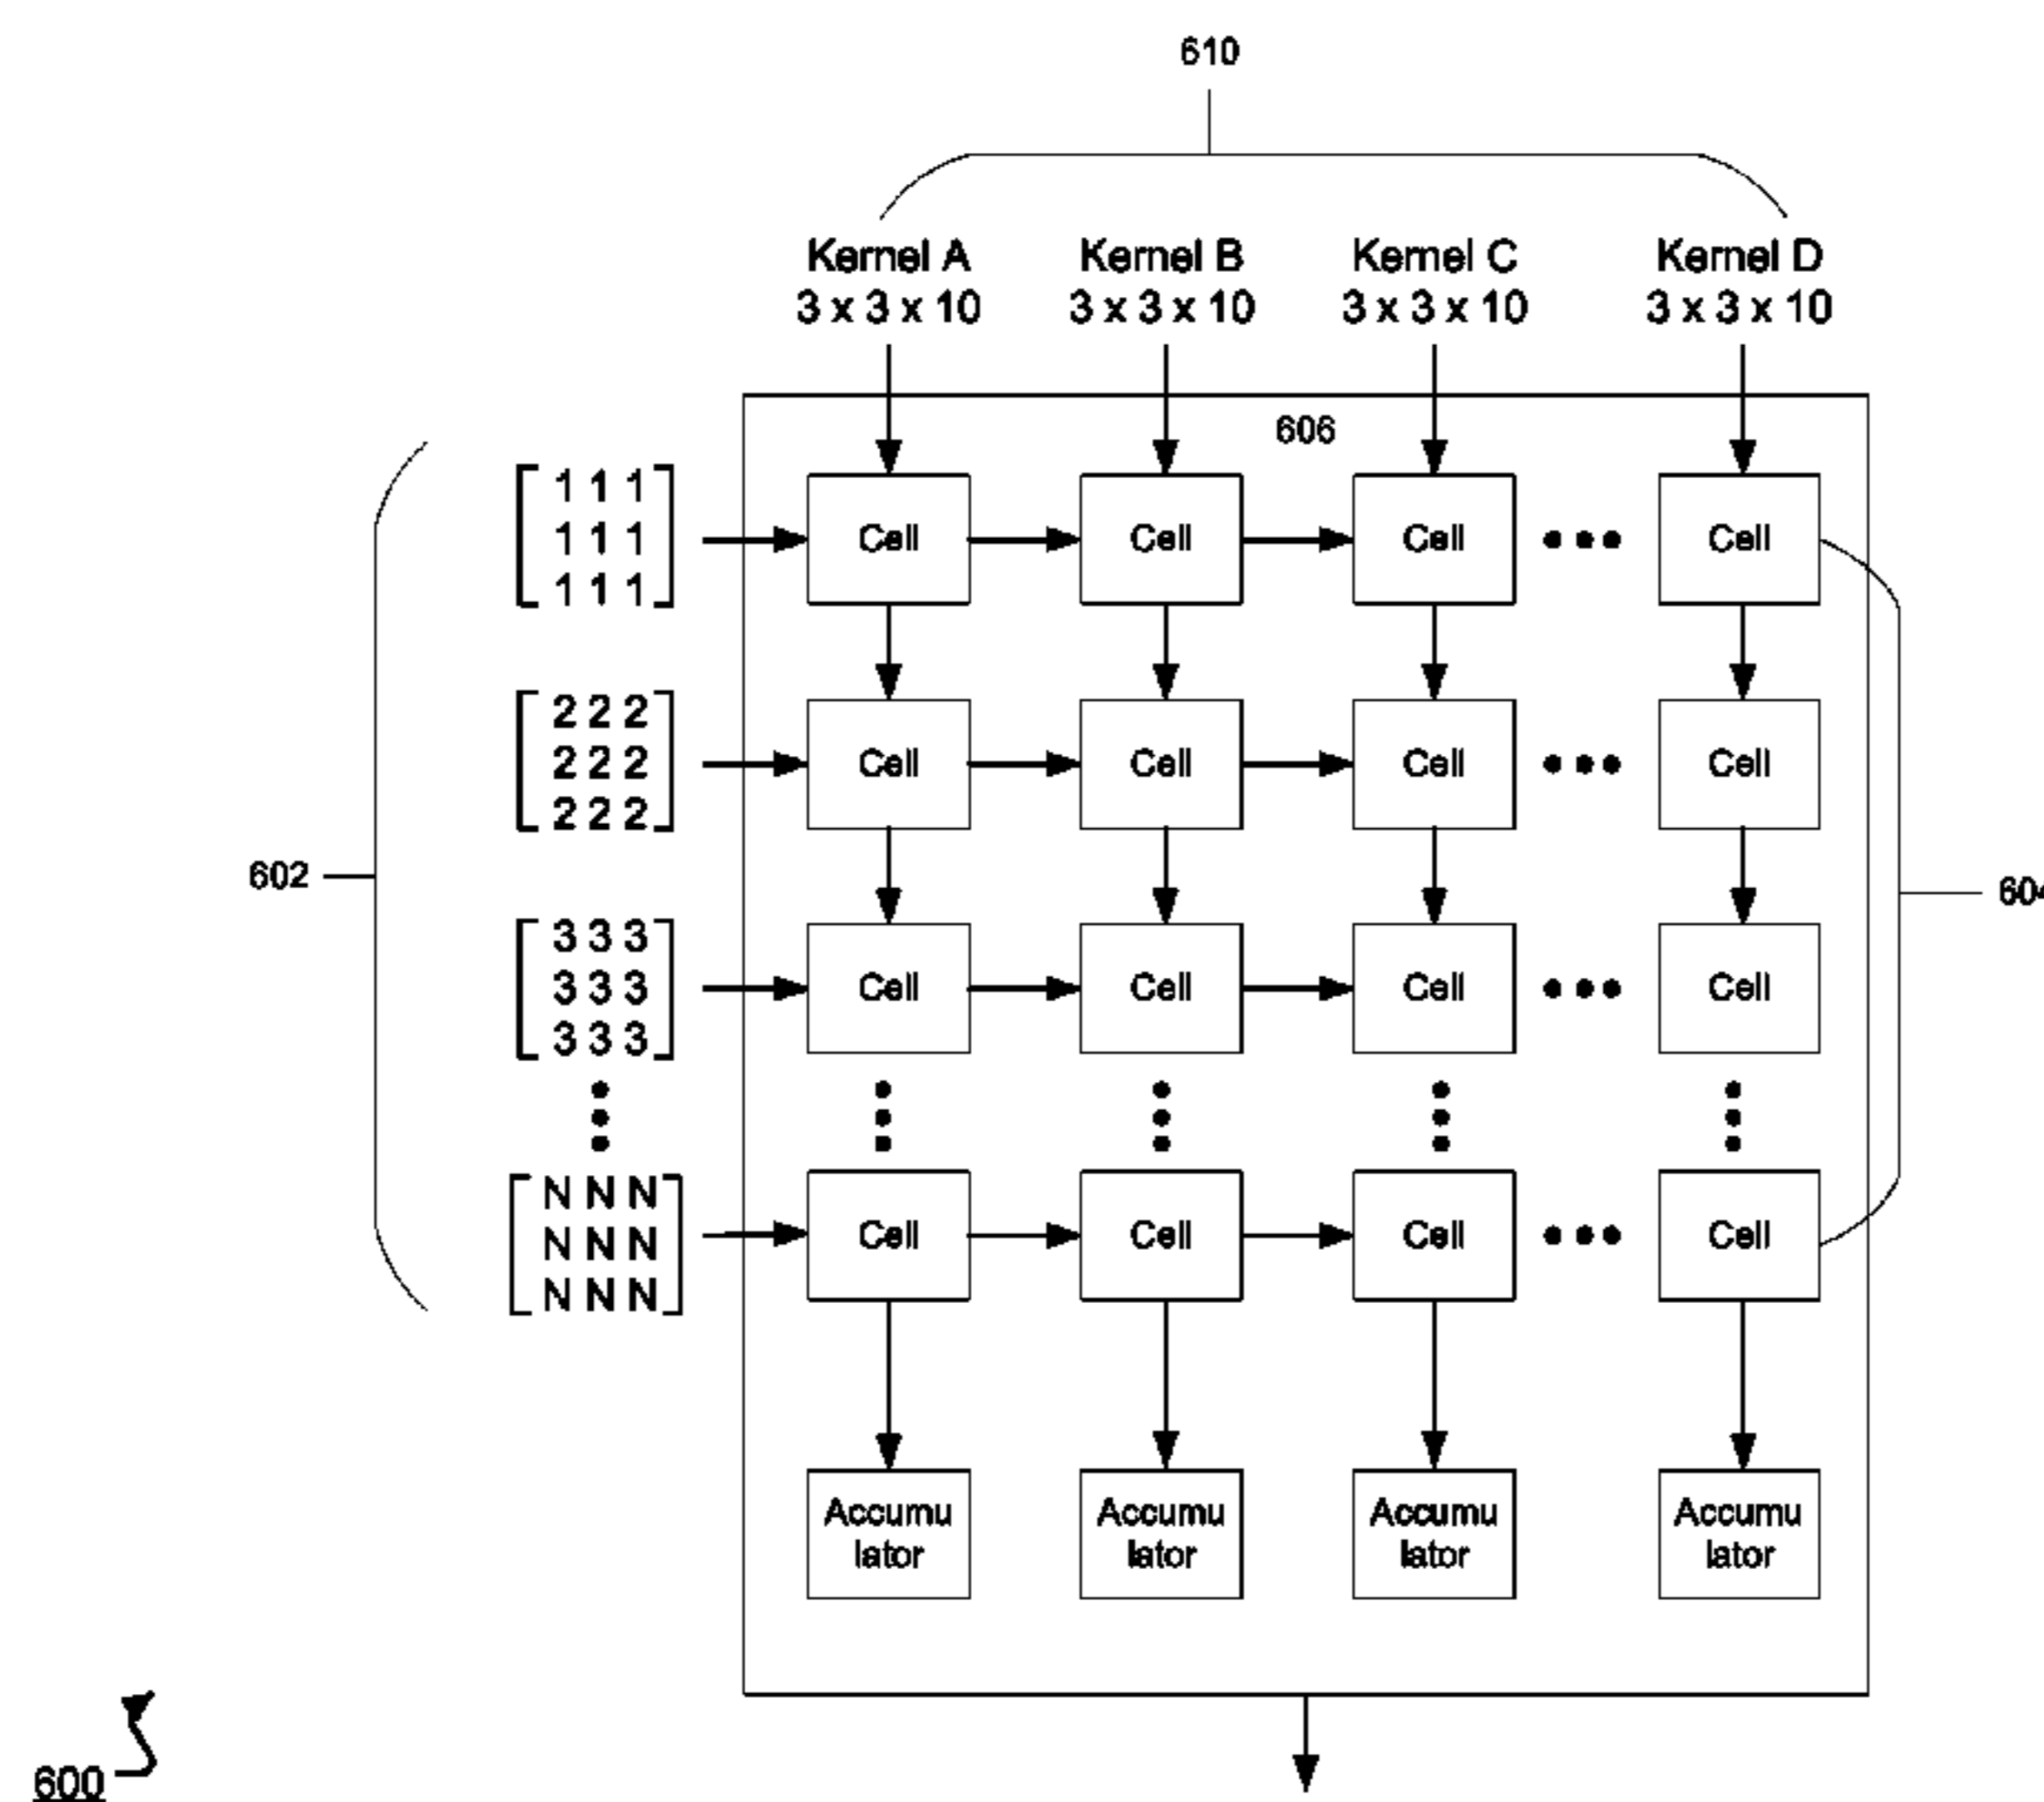 610
Kernel A Kernel B Kernel C Kernel D
3 x 3 x 10 3 x 3 x 10 3 x 3 x 10 3 x 3 x 10
606
1 1 1
1 1 1
1 1 1
Cell Cell Cell Cell
2 2 2
2 2 2
2 2 2
Cell Cell Cell Cell
602
604
3 3 3
3 3 3
3 3 3
Cell Cell Cell Cell
N N N
N N N
N N N
Cell Cell Cell Cell
Accumu Accumu Accumu Accumu
lator lator lator lator
600